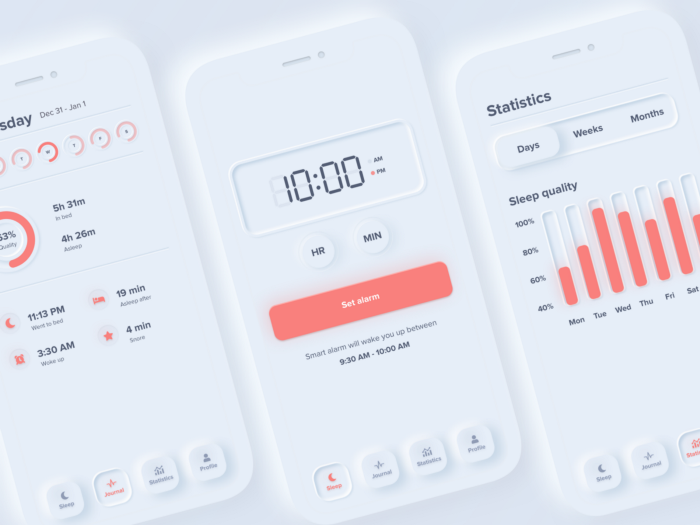 sday Dec 31 - Jan 1
T
W
T
F
S
63%
Quality
5h 31m
In bed
4h 26m
Asleep
11:13 PM
Went to bed
19 min
Asleep after
3:30 AM
Woke up
4 min
Snore
Sleep
Journal
Statistics
Profile
10:00
AM
PM
HR
MIN
Set alarm
Smart alarm will wake you up between
9:30 AM - 10:00 AM
Sleep
Journal
Statistics
Profile
Statistics
Days
Weeks
Months
Sleep quality
100%
80%
60%
40%
Mon
Tue
Wed
Thu
Fri
Sat
Sleep
Journal
Statis